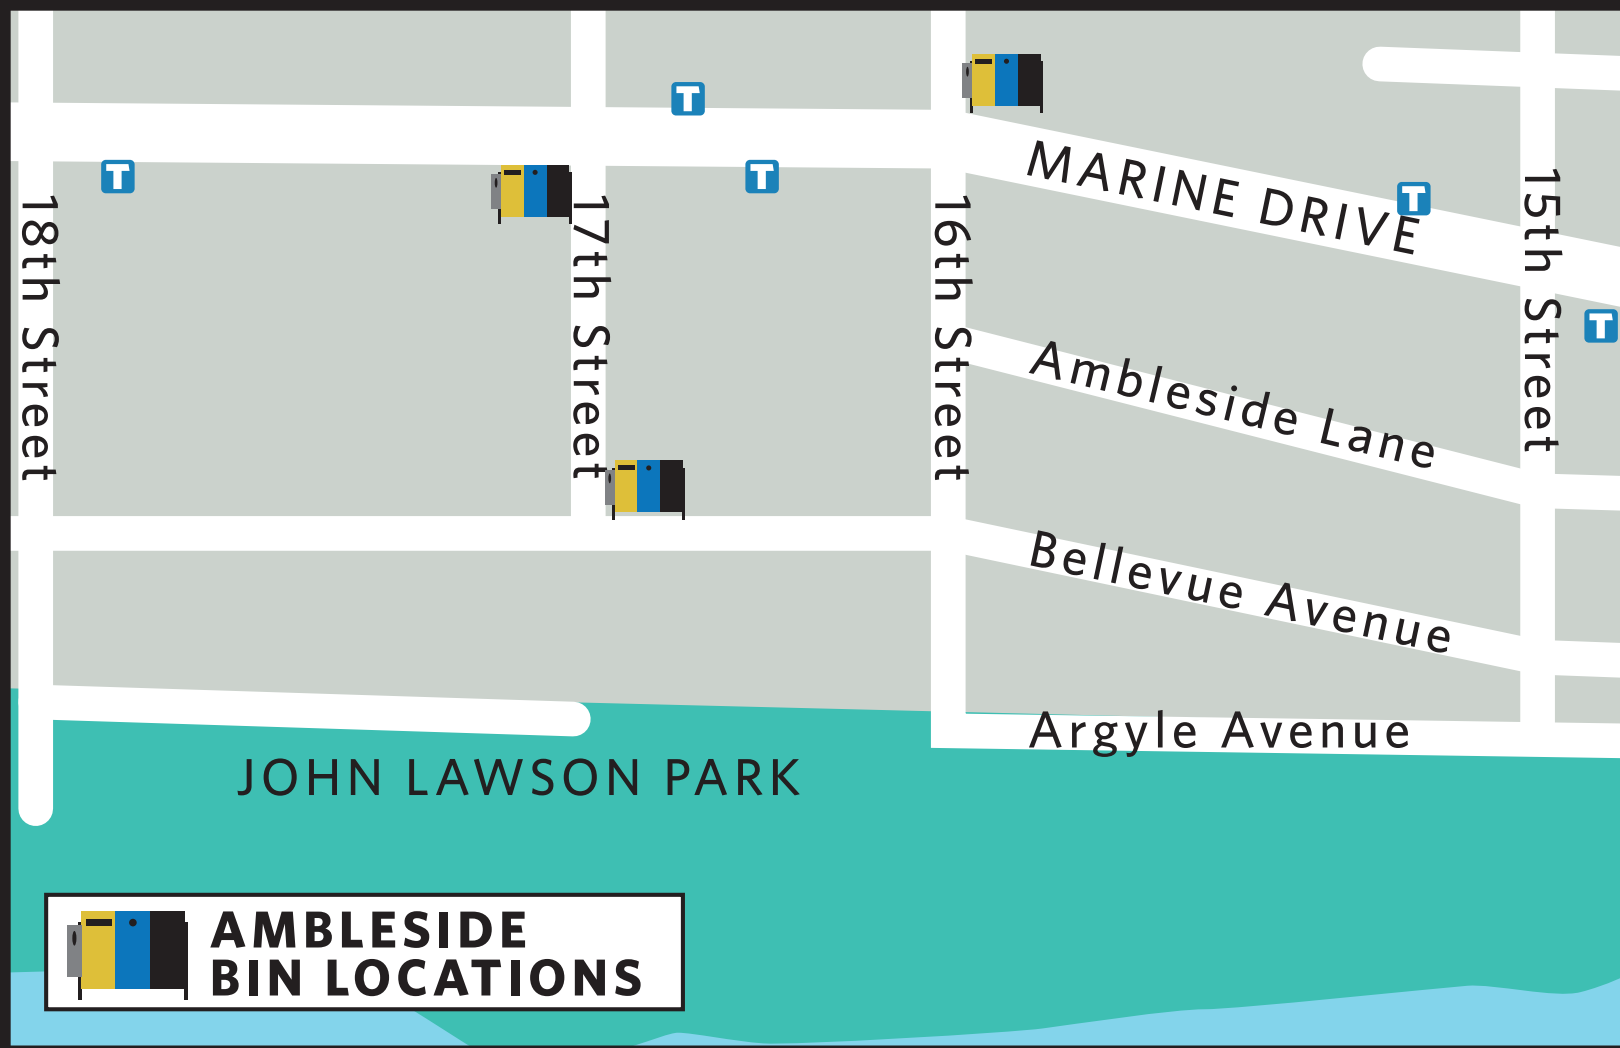 T
T
T
T
T
T
MARINE DRIVE
18th Street
17th Street
16th Street
15th Street
Ambleside Lane
Bellevue Avenue
Argyle Avenue
JOHN LAWSON PARK
AMBLESIDE
BIN LOCATIONS